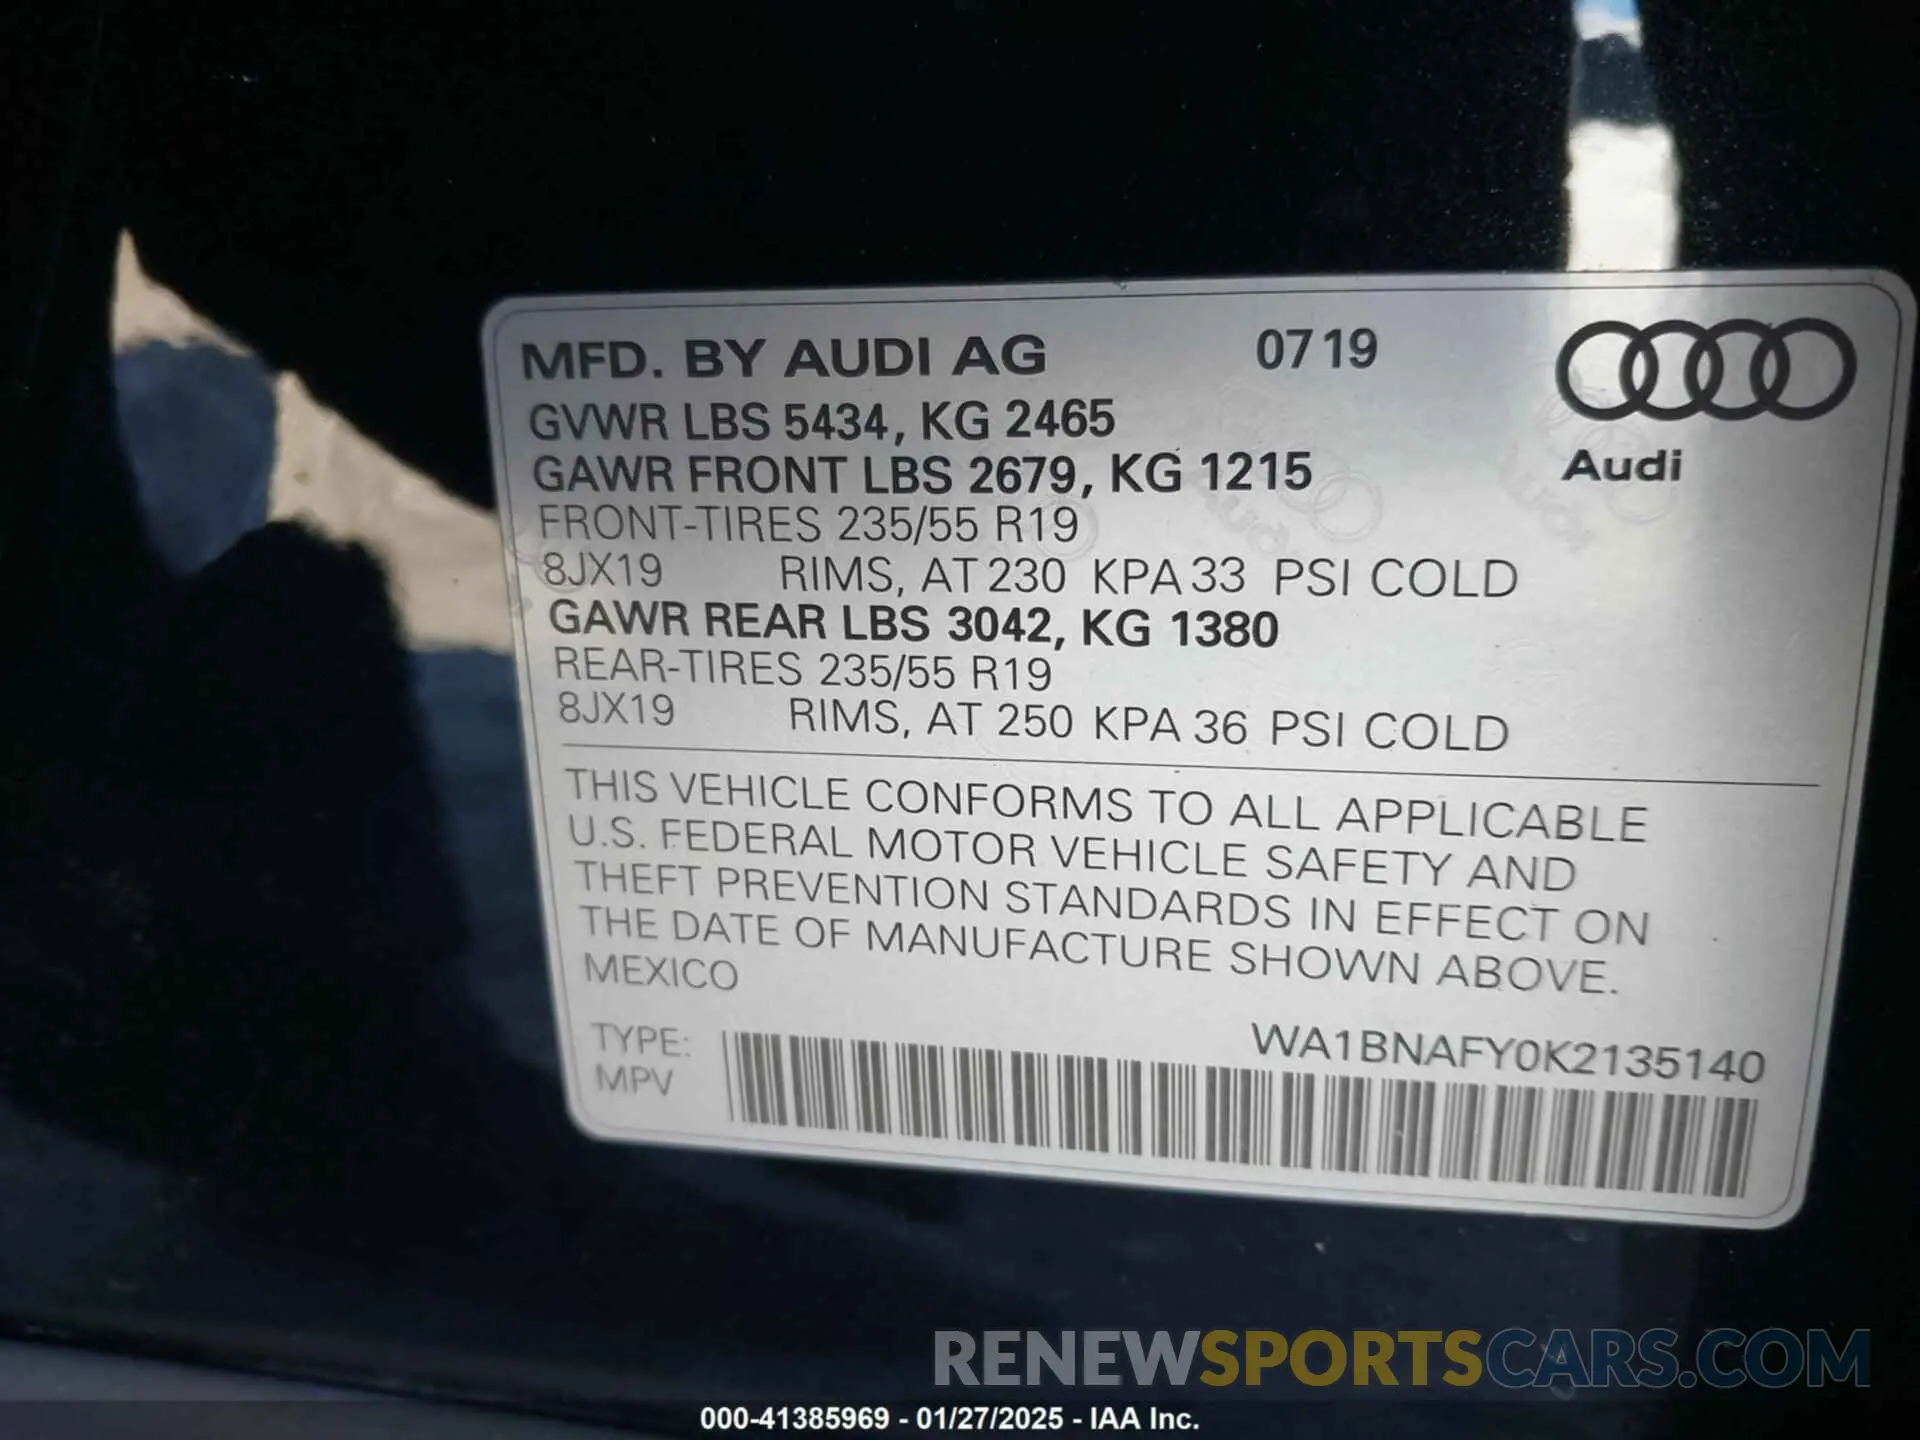 MFD. BY AUDI AG 0719
GVWR LBS 5434, KG 2465
GAWR FRONT LBS 2679, KG 1215
Audi
FRONT-TIRES 235/55 R19
8JX19 RIMS, AT 230 KPA 33 PSI COLD
GAWR REAR LBS 3042, KG 1380
REAR-TIRES 235/55 R19
8JX19 RIMS, AT 250 KPA 36 PSI COLD
THIS VEHICLE CONFORMS TO ALL APPLICABLE
U.S. FEDERAL MOTOR VEHICLE SAFETY AND
THEFT PREVENTION STANDARDS IN EFFECT ON
THE DATE OF MANUFACTURE SHOWN ABOVE.
MEXICO
TYPE: WA1BNAFY0K2135140
MPV
RENEWSPORTSCARS.COM
000-41385969 - 01/27/2025 - IAA Inc.